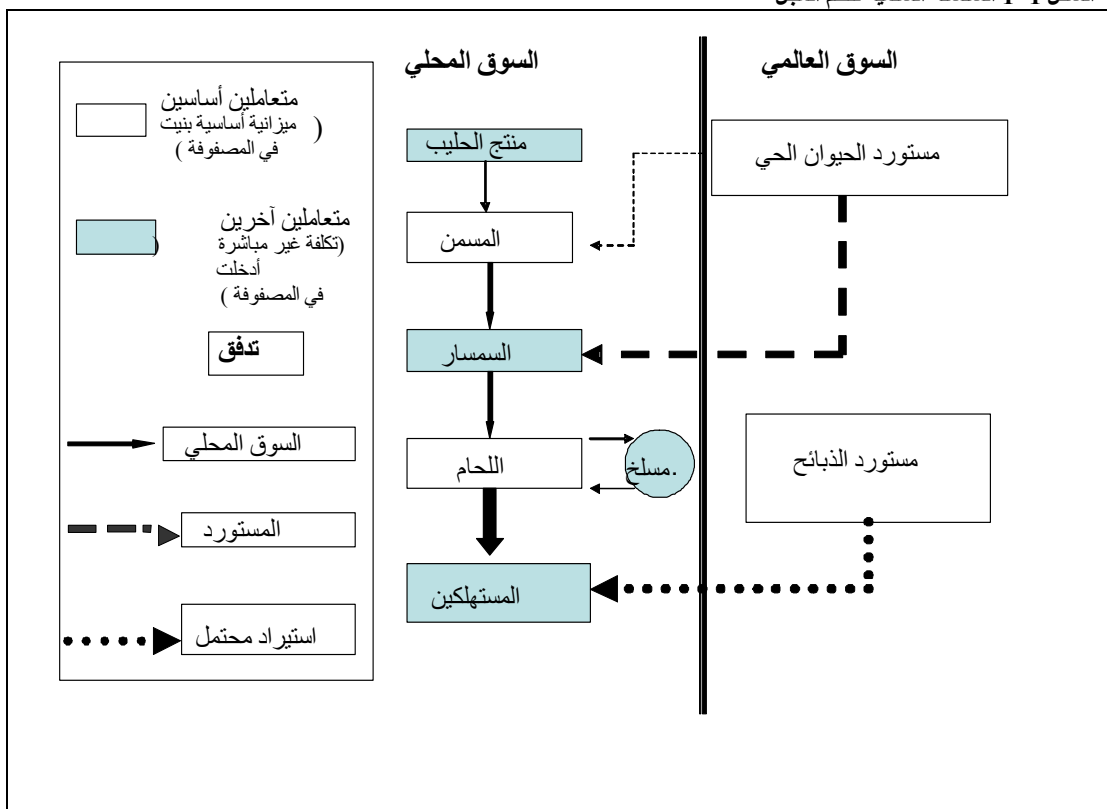 السوق العالمي
السوق المحلي
مستورد الحيوان الحي
مستورد الذبائح
منتج الحليب
المسمن
السمسار
اللحام
مسلخ.
المستهلكين
متعاملين أساسين
( ميزانية أساسية بنيت
في المصفوفة )
متعاملين آخرين
(تكلفة غير مباشرة
أدخلت
في المصفوفة )
تدفق
السوق المحلي
المستورد
استيراد محتمل